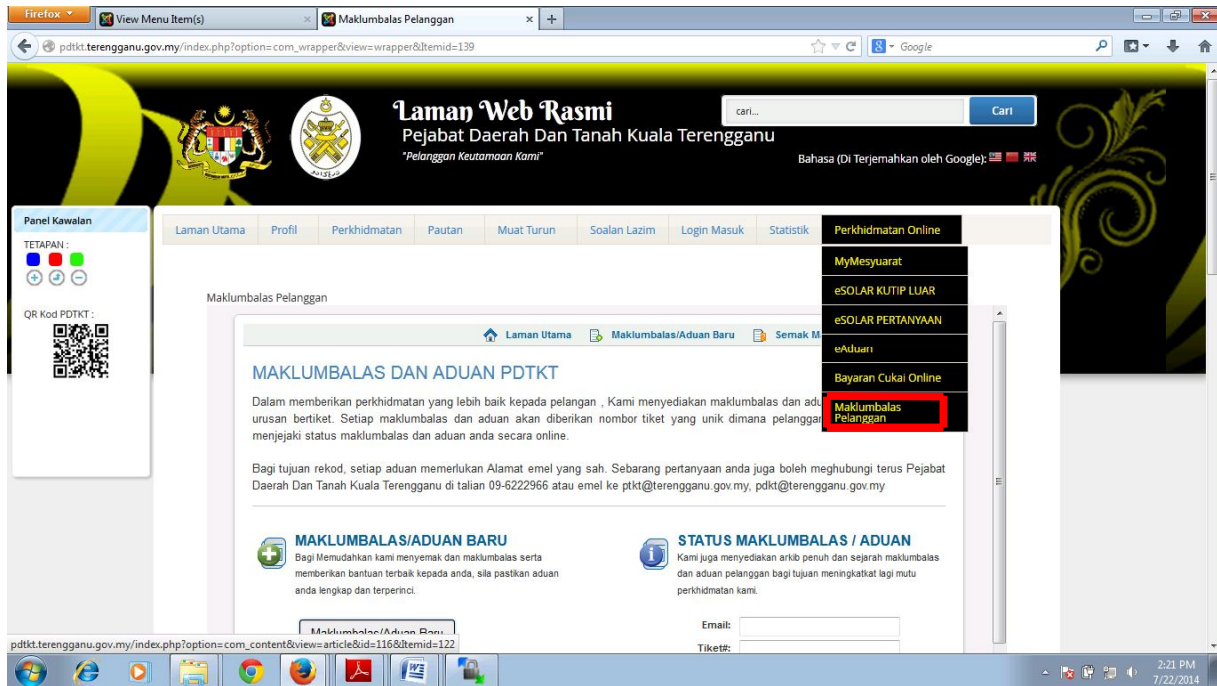 Firefox
View Menu Item(s)
Maklumbalas Pelanggan
pdtkt.terengganu.gov.my/index.php?option=com_wrapper&view=wrapper&Itemid=139
Google
Laman Web Rasmi
Pejabat Daerah Dan Tanah Kuala Terengganu
"Pelanggan Keutamaan Kami"
cari...
Cari
Bahasa (Di Terjemahkan oleh Google):
Panel Kawalan
TETAPAN :
QR Kod PDTKT :
Laman Utama Profil Perkhidmatan Pautan Muat Turun Soalan Lazim Login Masuk Statistik Perkhidmatan Online
MyMesyuarat
eSOLAR KUTIP LUAR
eSOLAR PERTANYAAN
eAduan
Bayaran Cukai Online
Maklumbalas
Pelanggan
Maklumbalas Pelanggan
Laman Utama Maklumbalas/Aduan Baru Semak M
MAKLUMBALAS DAN ADUAN PDTKT
Dalam memberikan perkhidmatan yang lebih baik kepada pelangan , Kami menyediakan maklumbalas dan adu
urusan bertiket. Setiap maklumbalas dan aduan akan diberikan nombor tiket yang unik dimana pelanggan
menjejaki status maklumbalas dan aduan anda secara online.
Bagi tujuan rekod, setiap aduan memerlukan Alamat emel yang sah. Sebarang pertanyaan anda juga boleh meghubungi terus Pejabat
Daerah Dan Tanah Kuala Terengganu di talian 09-6222966 atau emel ke ptkt@terengganu.gov.my, pdkt@terengganu.gov.my
MAKLUMBALAS/ADUAN BARU
Bagi Memudahkan kami menyemak dan maklumbalas serta
memberikan bantuan terbaik kepada anda, sila pastikan aduan
anda lengkap dan terperinci.
Maklumbalas/Aduan Baru
STATUS MAKLUMBALAS / ADUAN
Kami juga menyediakan arkib penuh dan sejarah maklumbalas
dan aduan pelanggan bagi tujuan meningkatkat lagi mutu
perkhidmatan kami.
Email:
Tiket#:
pdtkt.terengganu.gov.my/index.php?option=com_content&view=article&id=116&Itemid=122
2:21 PM
7/22/2014